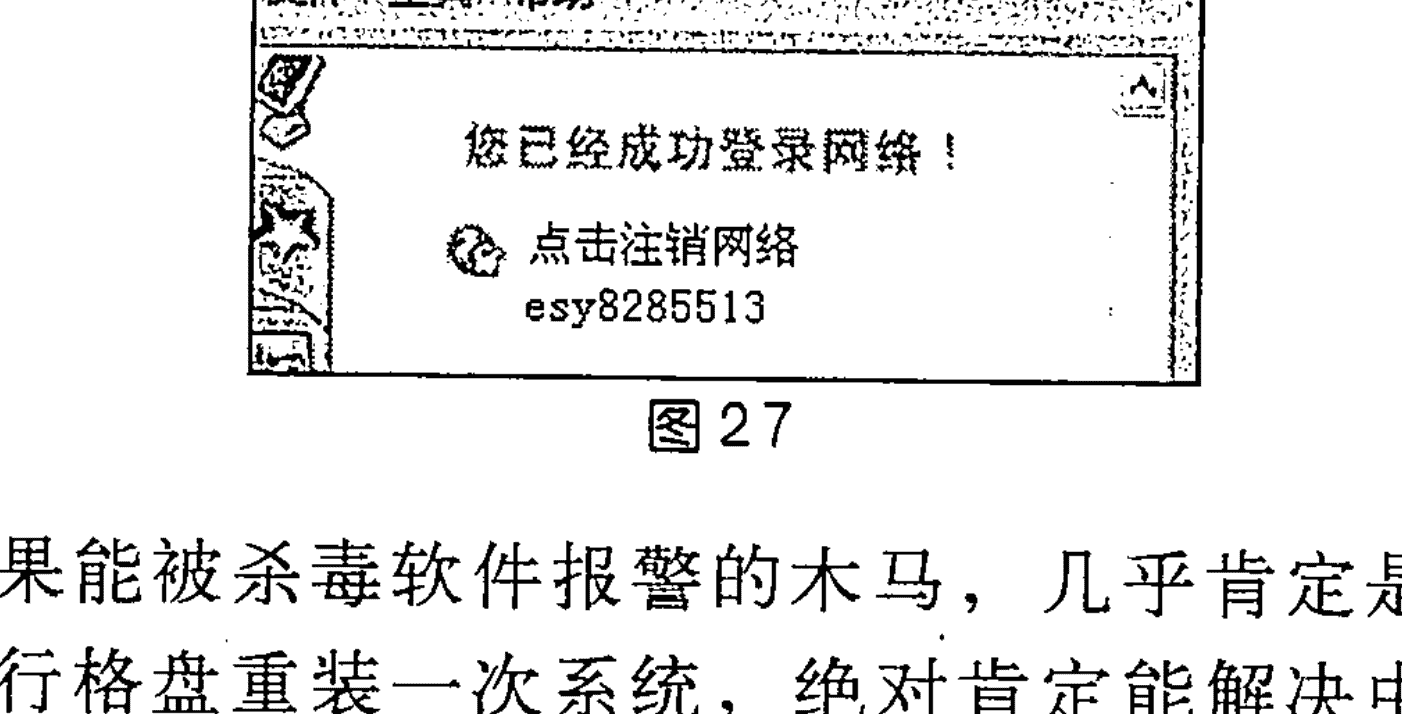 您已经成功登录网络！
点击注销网络
esy8285513
图27
果能被杀毒软件报警的木马，几乎肯定是
行格盘重装一次系统，绝对肯定能解决中